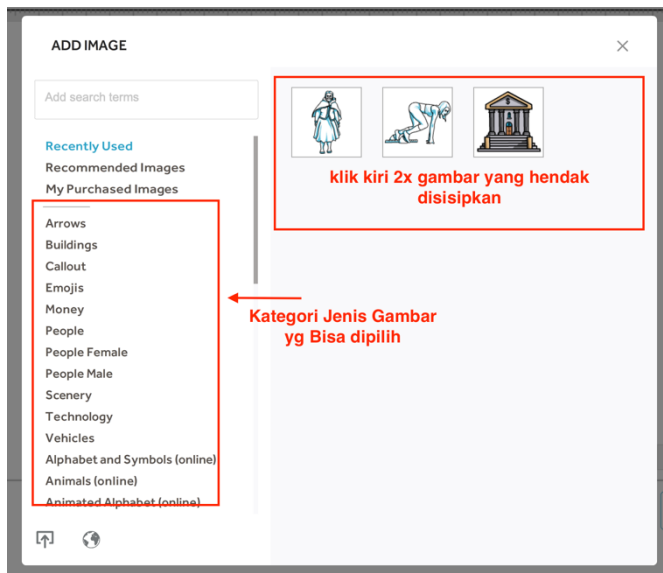 ADD IMAGE
Add search terms
Recently Used
Recommended Images
My Purchased Images
Arrows
Buildings
Callout
Emojis
Money
People
People Female
People Male
Scenery
Technology
Vehicles
Alphabet and Symbols (online)
Animals (online)
Animated Alphabet (online)
klik kiri 2x gambar yang hendak
disisipkan
Kategori Jenis Gambar
yg Bisa dipilih